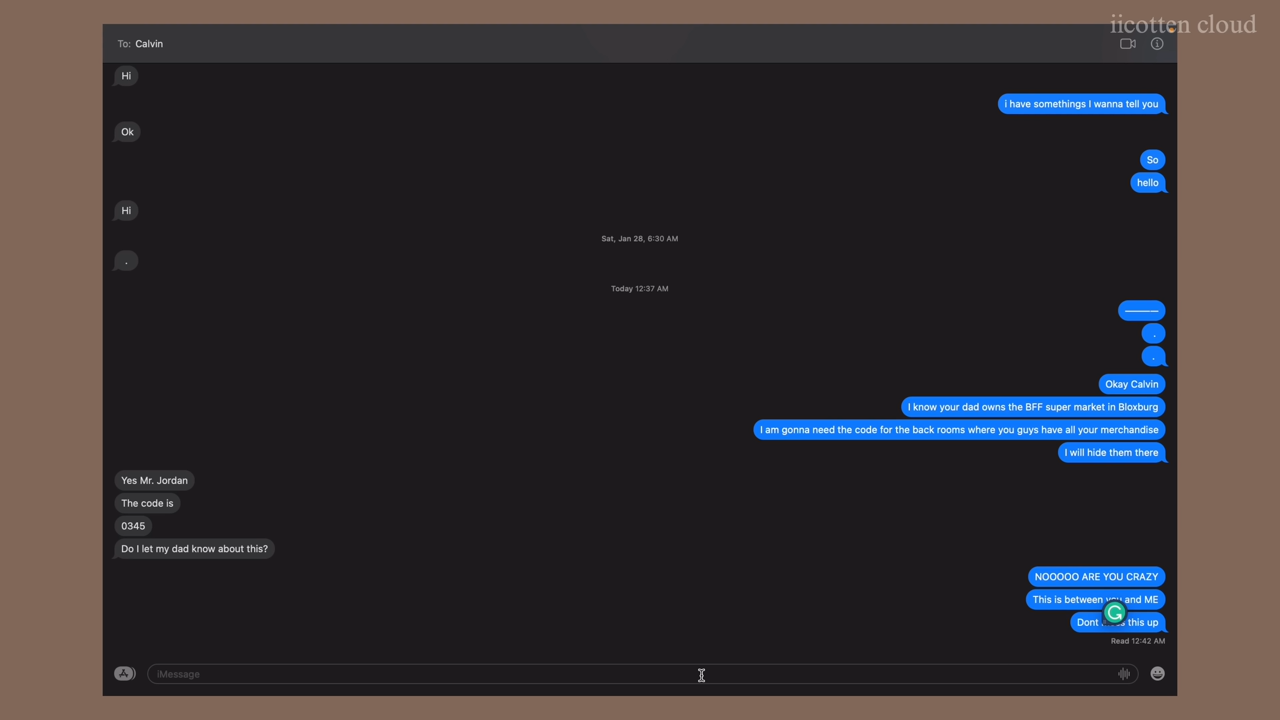 iicotten cloud
To: Calvin
Hi
i have somethings I wanna tell you
Ok
So
hello
Hi
Sat, Jan 28, 6:30 AM
.
Today 12:37 AM
———
.
.
Okay Calvin
I know your dad owns the BFF super market in Bloxburg
I am gonna need the code for the back rooms where you guys have all your merchandise
I will hide them there
Yes Mr. Jordan
The code is
0345
Do I let my dad know about this?
NOOOOO ARE YOU CRAZY
This is between you and ME
Dont this up
Read 12:42 AM
iMessage